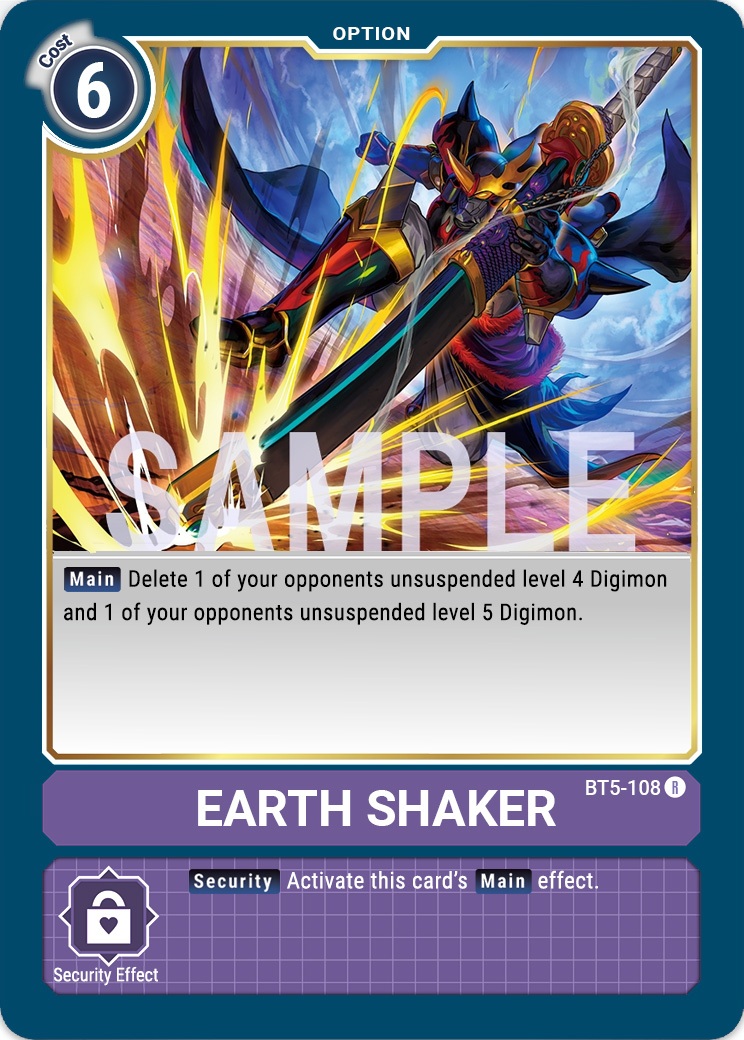 OPTION
Cost
6
SAMPLE
Main Delete 1 of your opponents unsuspended level 4 Digimon
and 1 of your opponents unsuspended level 5 Digimon.
BT5-108 R
EARTH SHAKER
Security Activate this card's Main effect.
Security Effect